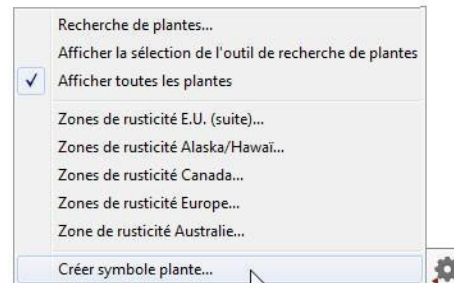 Recherche de plantes...
Afficher la sélection de l'outil de recherche de plantes
Afficher toutes les plantes
Zones de rusticité E.U. (suite)...
Zones de rusticité Alaska/Hawaï...
Zones de rusticité Canada...
Zones de rusticité Europe...
Zone de rusticité Australie...
Créer symbole plante...